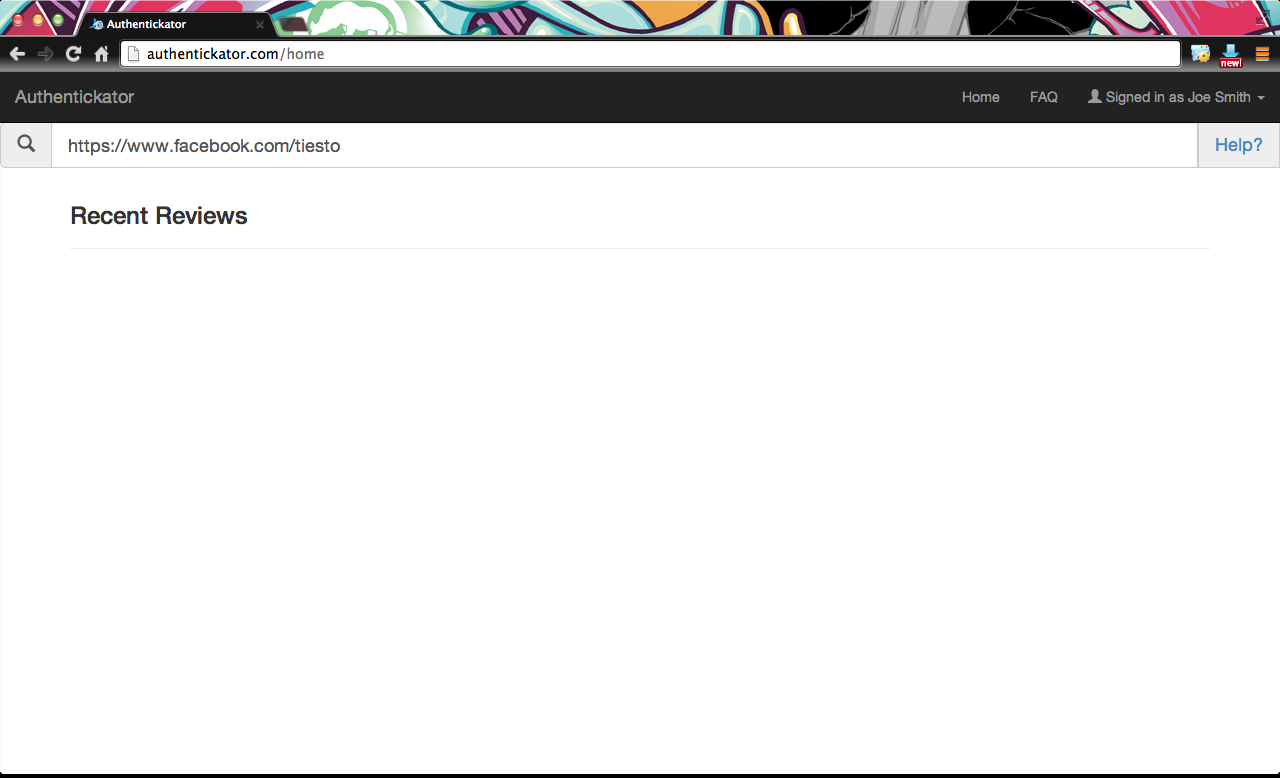 Authentickator
authentickator.com/home
new!
Authentickator Home FAQ Signed in as Joe Smith
https://www.facebook.com/tiesto Help?
Recent Reviews